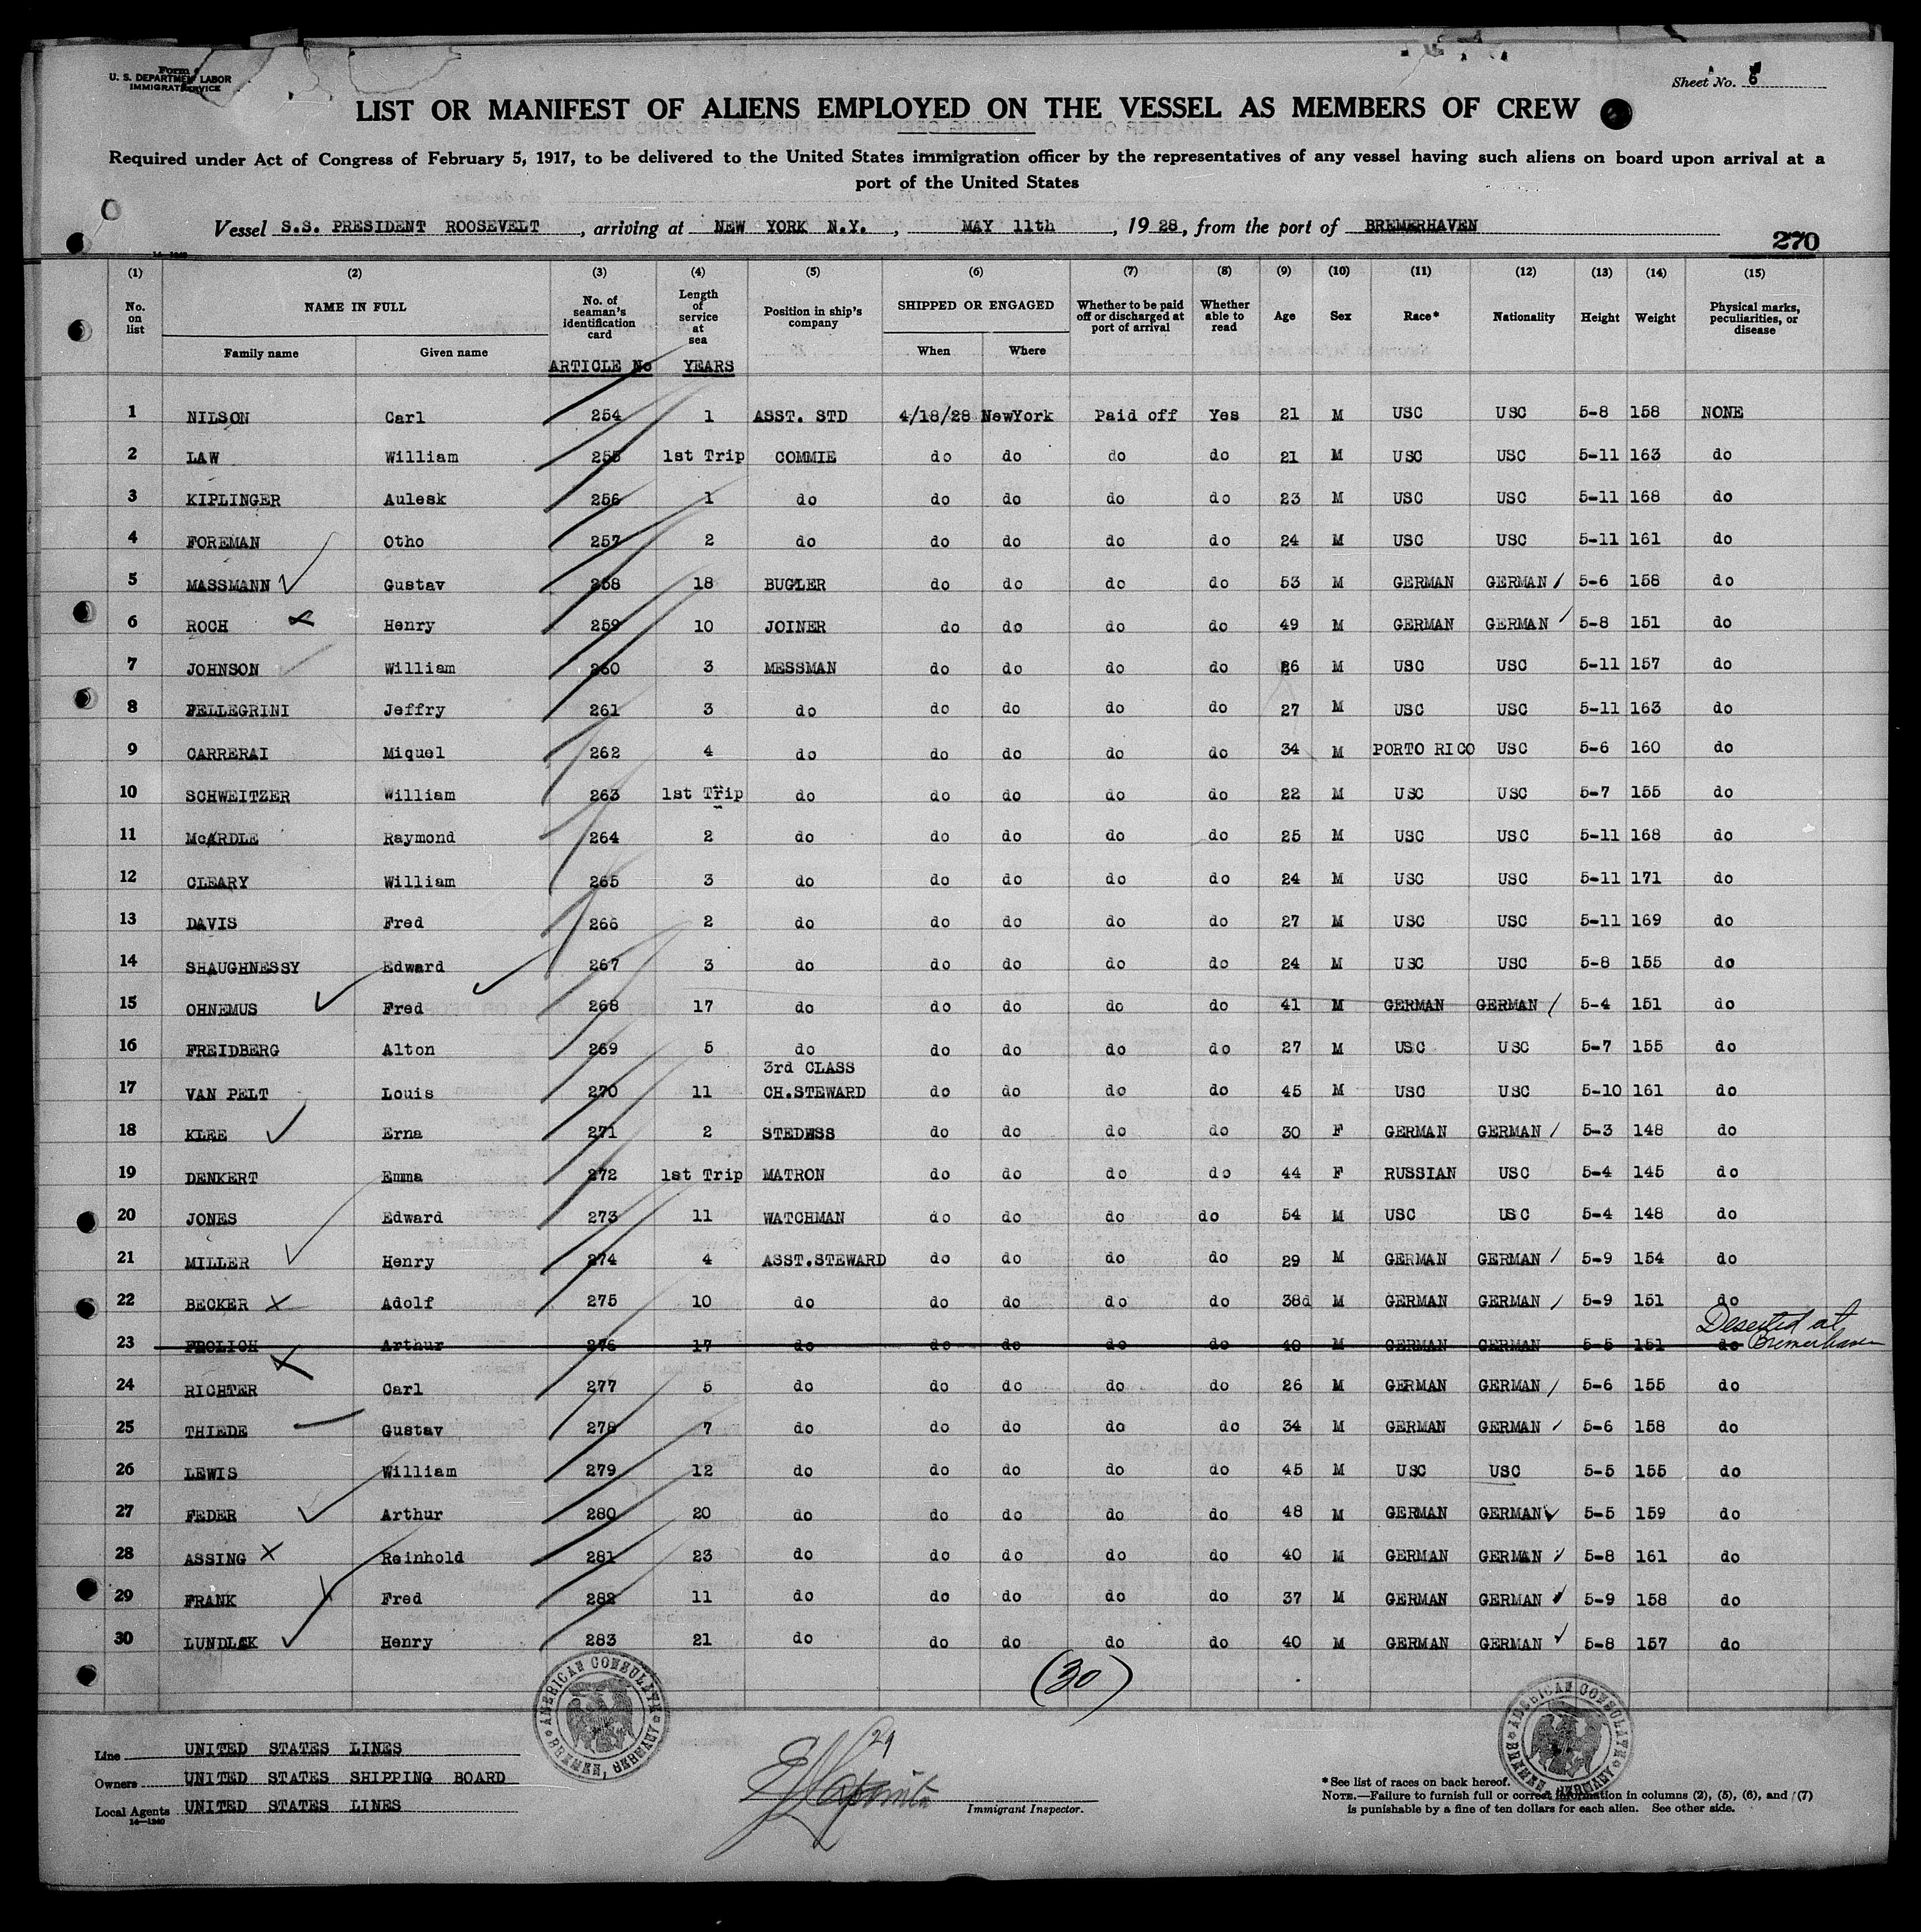 Form
U. S. DEPARTMEN LABOR
IMMIGRAT SERVICE
Sheet No. 6
LIST OR MANIFEST OF ALIENS EMPLOYED ON THE VESSEL AS MEMBERS OF CREW
Required under Act of Congress of February 5, 1917, to be delivered to the United States immigration officer by the representatives of any vessel having such aliens on board upon arrival at a
port of the United States
Vessel S.S. PRESIDENT ROOSEVELT, arriving at NEW YORK N.Y., MAY 11th, 1928, from the port of BREMERHAVEN
270
14—1240
(1) (2) (3) (4) (5) (6) (7) (8) (9) (10) (11) (12) (13) (14) (15)
No. on list NAME IN FULL No. of seaman's identification card Length of service at sea Position in ship's company SHIPPED OR ENGAGED Whether to be paid off or discharged at port of arrival Whether able to read Age Sex Race* Nationality Height Weight Physical marks, peculiarities, or disease
Family name Given name When Where
ARTICLE No YEARS
1 NILSON Carl 254 1 ASST. STD 4/18/28 NewYork Paid off Yes 21 M USC USC 5-8 158 NONE
2 LAW William 255 1st Trip COMMIE do do do do 21 M USC USC 5-11 163 do
3 KIPLINGER Aulesk 256 1 do do do do do 23 M USC USC 5-11 168 do
4 FOREMAN Otho 257 2 do do do do do 24 M USC USC 5-11 161 do
5 MASSMANN Gustav 258 18 BUGLER do do do do 53 M GERMAN GERMAN 5-6 158 do
6 ROCH Henry 259 10 JOINER do do do do 49 M GERMAN GERMAN 5-8 151 do
7 JOHNSON William 260 3 MESSMAN do do do do 26 M USC USC 5-11 157 do
8 PELLEGRINI Jeffry 261 3 do do do do do 27 M USC USC 5-11 163 do
9 CARRERAI Miquel 262 4 do do do do do 34 M PORTO RICO USC 5-6 160 do
10 SCHWEITZER William 263 1st Trip do do do do do 22 M USC USC 5-7 155 do
11 McARDLE Raymond 264 2 do do do do do 25 M USC USC 5-11 168 do
12 CLEARY William 265 3 do do do do do 24 M USC USC 5-11 171 do
13 DAVIS Fred 266 2 do do do do do 27 M USC USC 5-11 169 do
14 SHAUGHNESSY Edward 267 3 do do do do do 24 M USC USC 5-8 155 do
15 OHNEMUS Fred 268 17 do do do do do 41 M GERMAN GERMAN 5-4 151 do
16 FREIDBERG Alton 269 5 do do do do do 27 M USC USC 5-7 155 do
3rd CLASS
17 VAN PELT Louis 270 11 CH.STEWARD do do do do 45 M USC USC 5-10 161 do
18 KLEE Erna 271 2 STEDESS do do do do 30 F GERMAN GERMAN 5-3 148 do
19 DENKERT Emma 272 1st Trip MATRON do do do do 44 F RUSSIAN USC 5-4 145 do
20 JONES Edward 273 11 WATCHMAN do do do do 54 M USC USC 5-4 148 do
21 MILLER Henry 274 4 ASST.STEWARD do do do do 29 M GERMAN GERMAN 5-9 154 do
22 BECKER Adolf 275 10 do do do do do 38d M GERMAN GERMAN 5-9 151 do
23 FROLICH Arthur 276 17 do do do do do 40 M GERMAN GERMAN 5-5 151 do Deserted at Bremerhaven
24 RICHTER Carl 277 5 do do do do do 26 M GERMAN GERMAN 5-6 155 do
25 THIEDE Gustav 278 7 do do do do do 34 M GERMAN GERMAN 5-6 158 do
26 LEWIS William 279 12 do do do do do 45 M USC USC 5-5 155 do
27 FEDER Arthur 280 20 do do do do do 48 M GERMAN GERMAN 5-5 159 do
28 ASSING Reinhold 281 23 do do do do do 40 M GERMAN GERMAN 5-8 161 do
29 FRANK Fred 282 11 do do do do do 37 M GERMAN GERMAN 5-9 158 do
30 Henry 283 21 do do do do do 40 M GERMAN GERMAN 5-8 157 do
(30)
29
AMERICAN CONSULATE BREMEN, GERMANY
AMERICAN CONSULATE BREMEN, GERMANY
Line UNITED STATES LINES
Owners UNITED STATES SHIPPING BOARD
Local Agents UNITED STATES LINES
14—1240
Immigrant Inspector.
*See list of races on back hereof.
NOTE.—Failure to furnish full or correct information in columns (2), (5), (6), and (7)
is punishable by a fine of ten dollars for each alien. See other side.